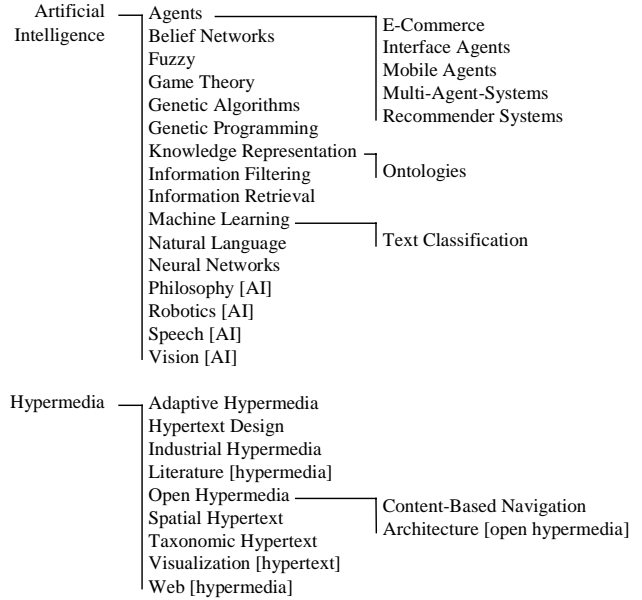 Artificial
Intelligence
Agents
Belief Networks
Fuzzy
Game Theory
Genetic Algorithms
Genetic Programming
Knowledge Representation
Information Filtering
Information Retrieval
Machine Learning
Natural Language
Neural Networks
Philosophy [AI]
Robotics [AI]
Speech [AI]
Vision [AI]
E-Commerce
Interface Agents
Mobile Agents
Multi-Agent-Systems
Recommender Systems
Ontologies
Text Classification
Hypermedia
Adaptive Hypermedia
Hypertext Design
Industrial Hypermedia
Literature [hypermedia]
Open Hypermedia
Spatial Hypertext
Taxonomic Hypertext
Visualization [hypertext]
Web [hypermedia]
Content-Based Navigation
Architecture [open hypermedia]